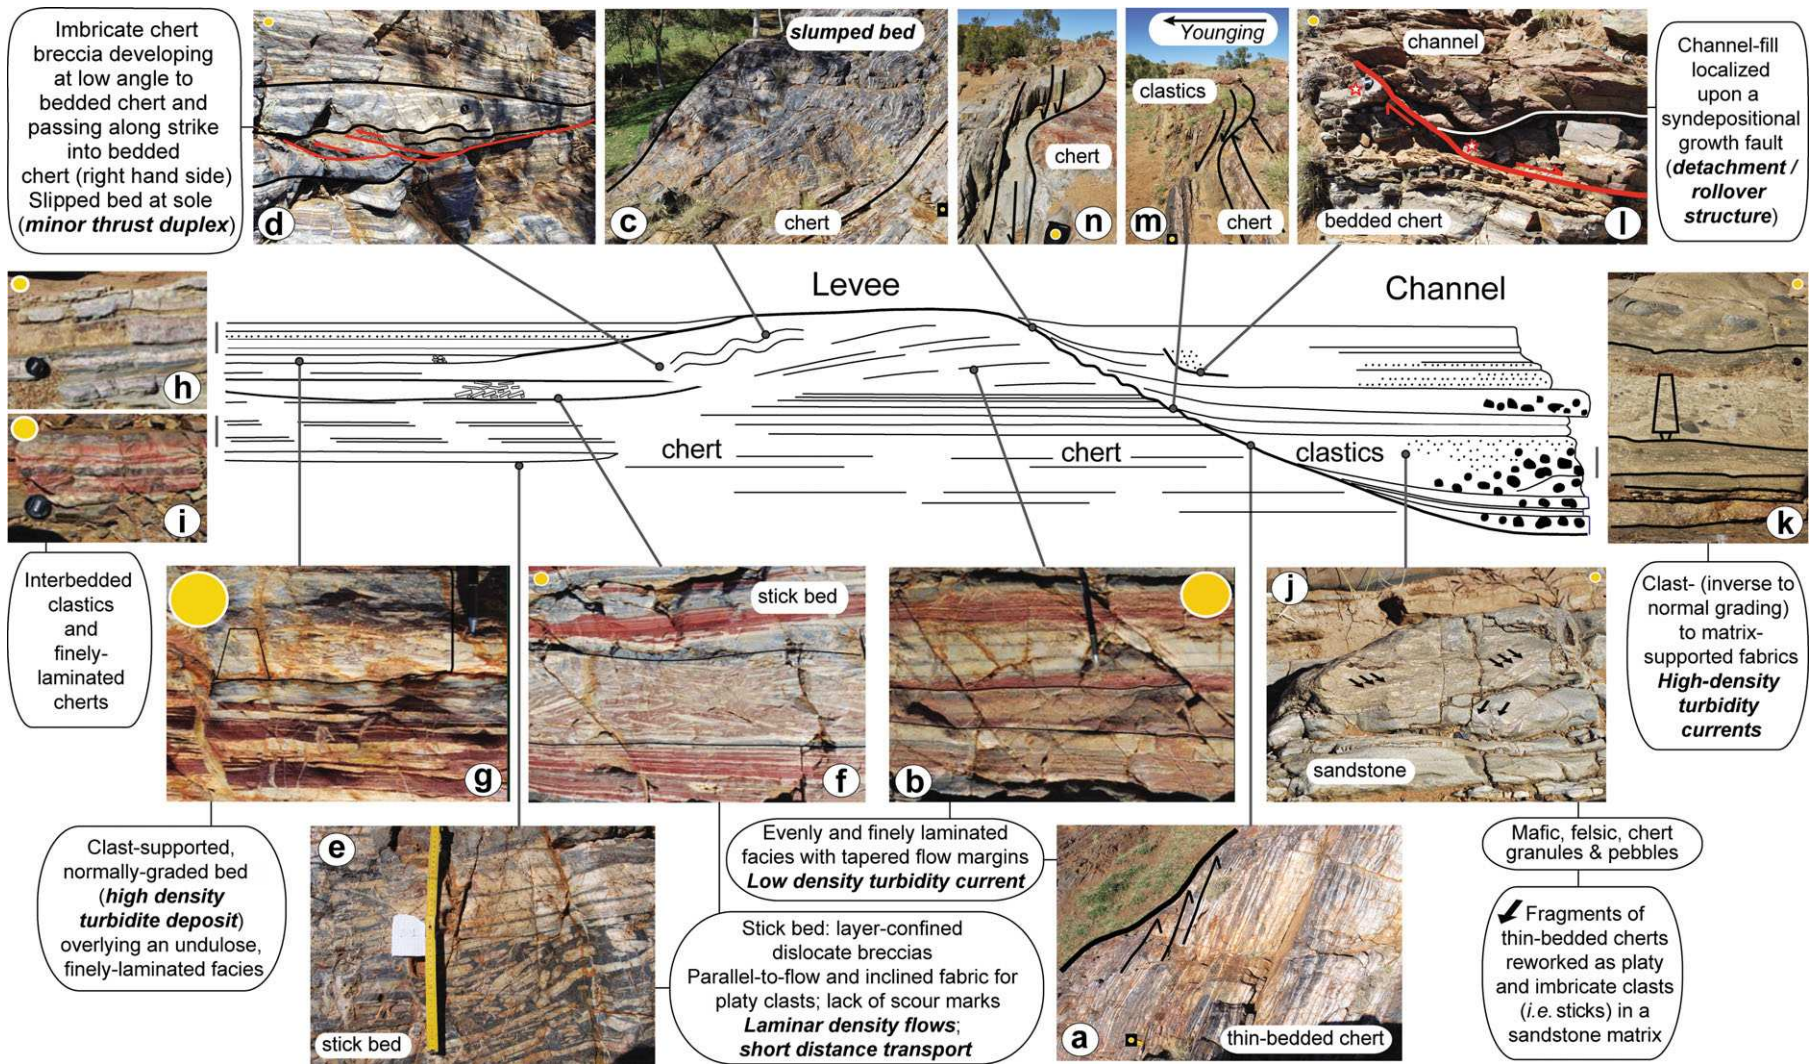 Imbricate chert
breccia developing
at low angle to
bedded chert and
passing along strike
into bedded
chert (right hand side)
Slipped bed at sole
(minor thrust duplex)
d
slumped bed
chert
c
chert
n
Younging
clastics
chert
m
channel
bedded chert
l
Channel-fill
localized
upon a
syndepositional
growth fault
(detachment /
rollover
structure)
h
i
Interbedded
clastics
and
finely-
laminated
cherts
Levee
Channel
chert
chert
clastics
k
Clast- (inverse to
normal grading)
to matrix-
supported fabrics
High-density
turbidity
currents
g
stick bed
f
b
j
sandstone
Clast-supported,
normally-graded bed
(high density
turbidite deposit)
overlying an undulose,
finely-laminated facies
e
stick bed
Evenly and finely laminated
facies with tapered flow margins
Low density turbidity current
Stick bed: layer-confined
dislocate breccias
Parallel-to-flow and inclined fabric for
platy clasts; lack of scour marks
Laminar density flows;
short distance transport
a
thin-bedded chert
Mafic, felsic, chert
granules & pebbles
Fragments of
thin-bedded cherts
reworked as platy
and imbricate clasts
(i.e. sticks) in a
sandstone matrix